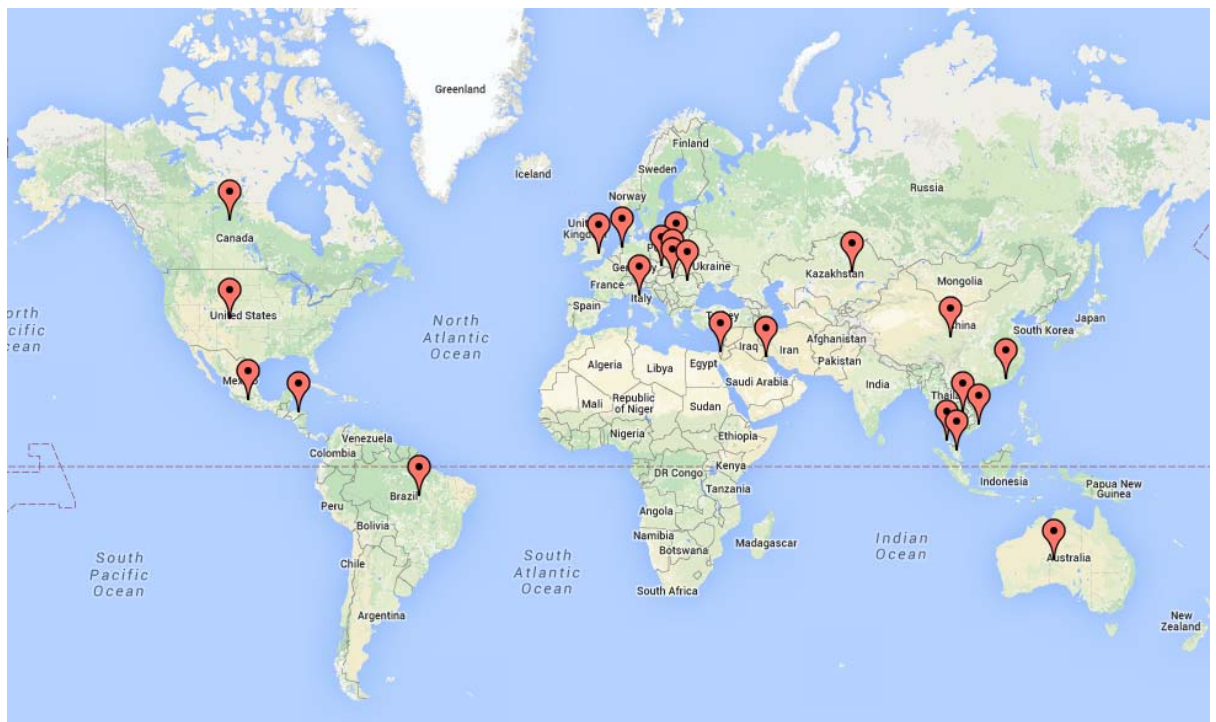 Greenland
Iceland
Finland
Sweden
Norway
Russia
Canada
Ukraine
Kazakhstan
Mongolia
France
Italy
Spain
United States
North
Atlantic
Ocean
South Korea
Japan
Iraq
Iran
Afghanistan
Pakistan
Algeria
Libya
Egypt
Saudi Arabia
India
Mali
Republic
of Niger
Sudan
Nigeria
Ethiopia
Venezuela
Colombia
Kenya
DR Congo
Tanzania
Indonesia
Papua New
Guinea
Brazil
Peru
Angola
Bolivia
Namibia
Botswana
Madagascar
Indian
Ocean
Australia
South
Pacific
Ocean
Chile
South
Atlantic
Ocean
South Africa
Argentina
New
Zealand